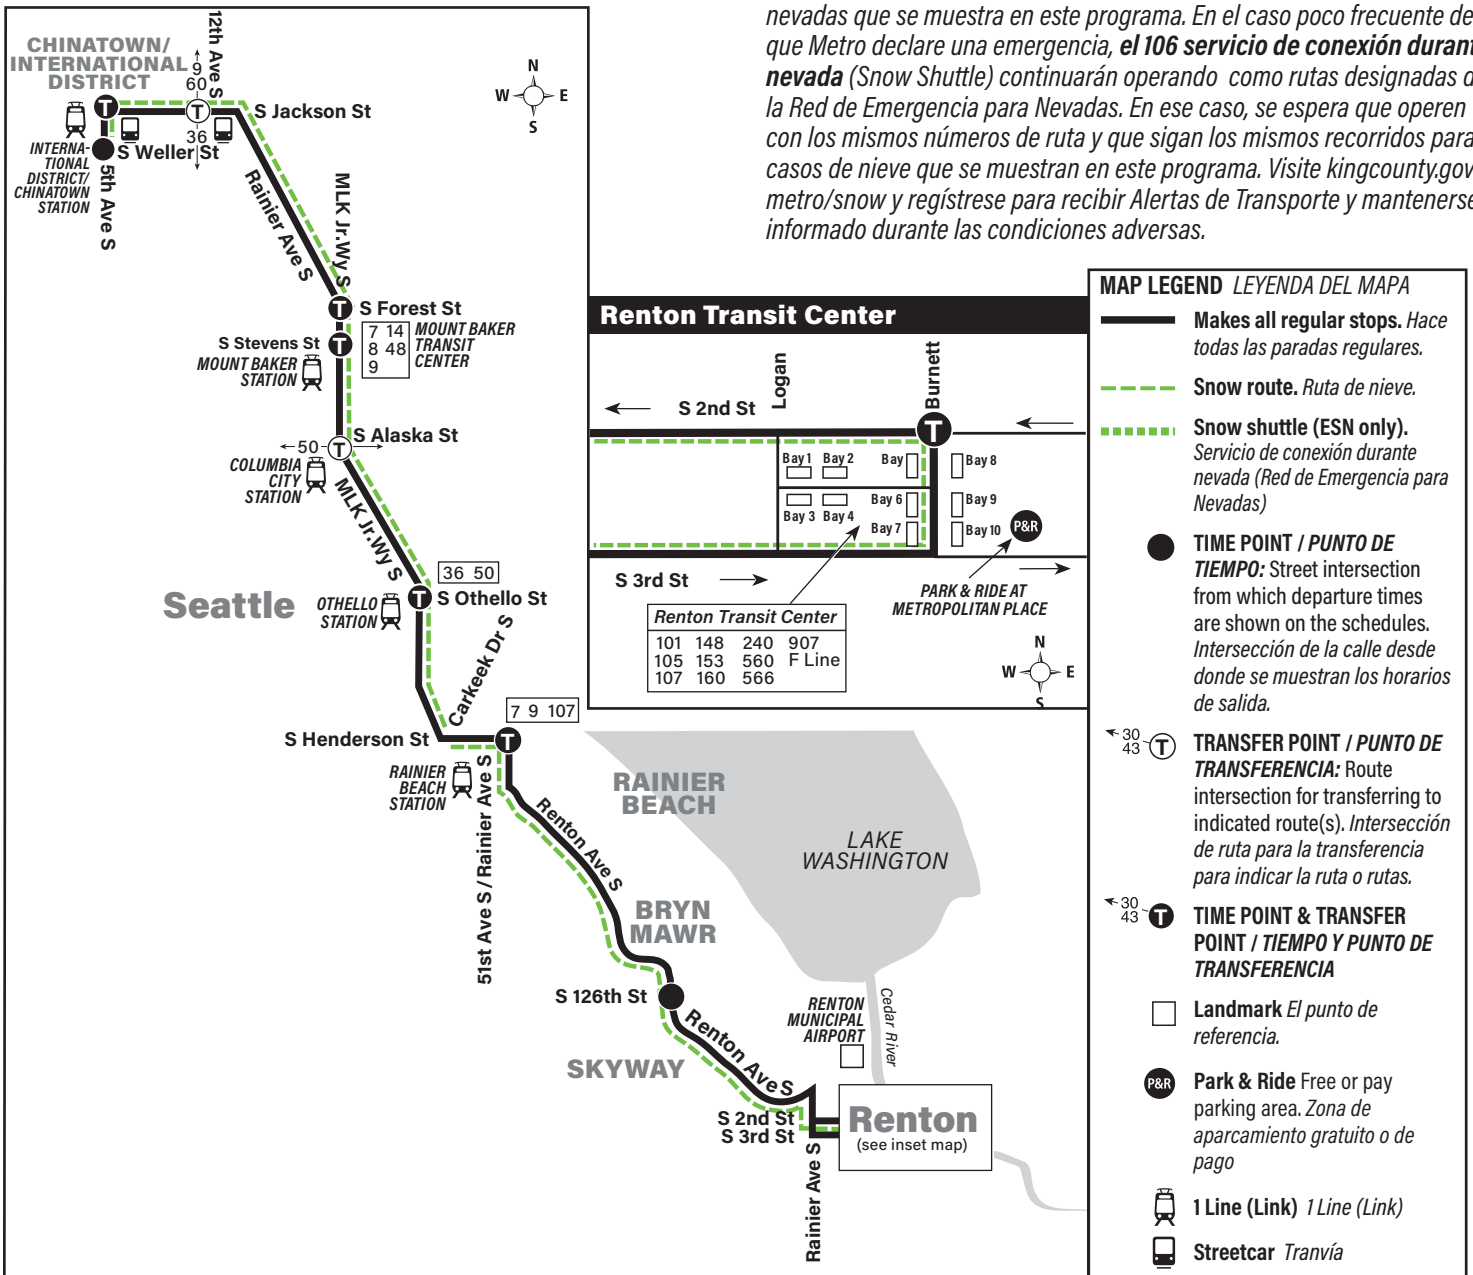 nevadas que se muestra en este programa. En el caso poco frecuente de
que Metro declare una emergencia, el 106 servicio de conexión durant
nevada (Snow Shuttle) continuarán operando como rutas designadas d
la Red de Emergencia para Nevadas. En ese caso, se espera que operen
con los mismos números de ruta y que sigan los mismos recorridos para
casos de nieve que se muestran en este programa. Visite kingcounty.gov
metro/snow y regístrese para recibir Alertas de Transporte y mantenerse
informado durante las condiciones adversas.
CHINATOWN/
INTERNATIONAL
DISTRICT
12th Ave S
9
60
T
36
S Jackson St
T
S Weller St
INTERNA-
TIONAL
DISTRICT/
CHINATOWN
STATION
5th Ave S
Rainier Ave S
MLK Jr. Wy S
N
W E
S
T
S Forest St
S Stevens St
T
7 14
8 48
9
MOUNT BAKER
TRANSIT
CENTER
MOUNT BAKER
STATION
50
T
S Alaska St
COLUMBIA
CITY
STATION
MLK Jr. Wy S
Seattle
36 50
T
S Othello St
OTHELLO
STATION
Carkeek Dr S
7 9 107
S Henderson St
T
RAINIER
BEACH
STATION
51st Ave S / Rainier Ave S
Renton Ave S
RAINIER
BEACH
LAKE
WASHINGTON
BRYN
MAWR
S 126th St
Renton Ave S
SKYWAY
RENTON
MUNICIPAL
AIRPORT
Cedar River
S 2nd St
S 3rd St
Rainier Ave S
Renton
(see inset map)
Renton Transit Center
Logan
Burnett
S 2nd St
T
Bay 1 Bay 2
Bay
Bay 8
Bay 3 Bay 4
Bay 6
Bay 9
Bay 7
Bay 10
P&R
S 3rd St
PARK & RIDE AT
METROPOLITAN PLACE
Renton Transit Center
101 148 240 907
105 153 560 F Line
107 160 566
N
W E
S
MAP LEGEND LEYENDA DEL MAPA
Makes all regular stops. Hace
todas las paradas regulares.
Snow route. Ruta de nieve.
Snow shuttle (ESN only).
Servicio de conexión durante
nevada (Red de Emergencia para
Nevadas)
TIME POINT / PUNTO DE
TIEMPO: Street intersection
from which departure times
are shown on the schedules.
Intersección de la calle desde
donde se muestran los horarios
de salida.
30
43
T
TRANSFER POINT / PUNTO DE
TRANSFERENCIA: Route
intersection for transferring to
indicated route(s). Intersección
de ruta para la transferencia
para indicar la ruta o rutas.
30
43
T
TIME POINT & TRANSFER
POINT / TIEMPO Y PUNTO DE
TRANSFERENCIA
Landmark El punto de
referencia.
P&R
Park & Ride Free or pay
parking area. Zona de
aparcamiento gratuito o de
pago
1 Line (Link) 1 Line (Link)
Streetcar Tranvía